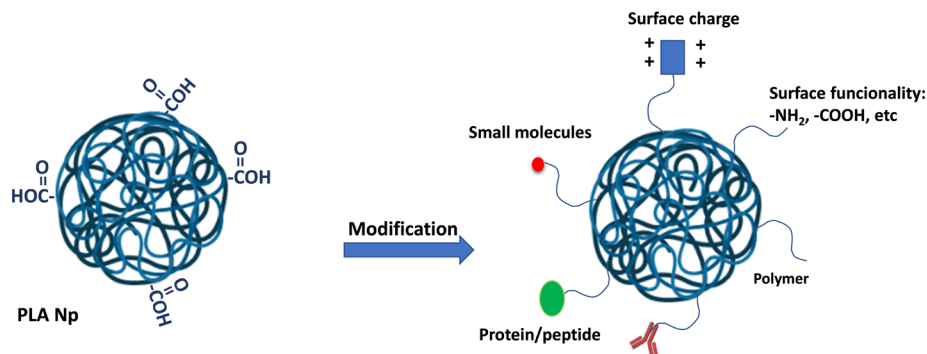 Surface charge
+ +
+ +
Surface funcionality:
-NH₂, -COOH, etc
Small molecules
O
=
-COH
O
=
HOC-
O
=
-COH
O
=
-COH
Modification
Polymer
PLA Np
Protein/peptide